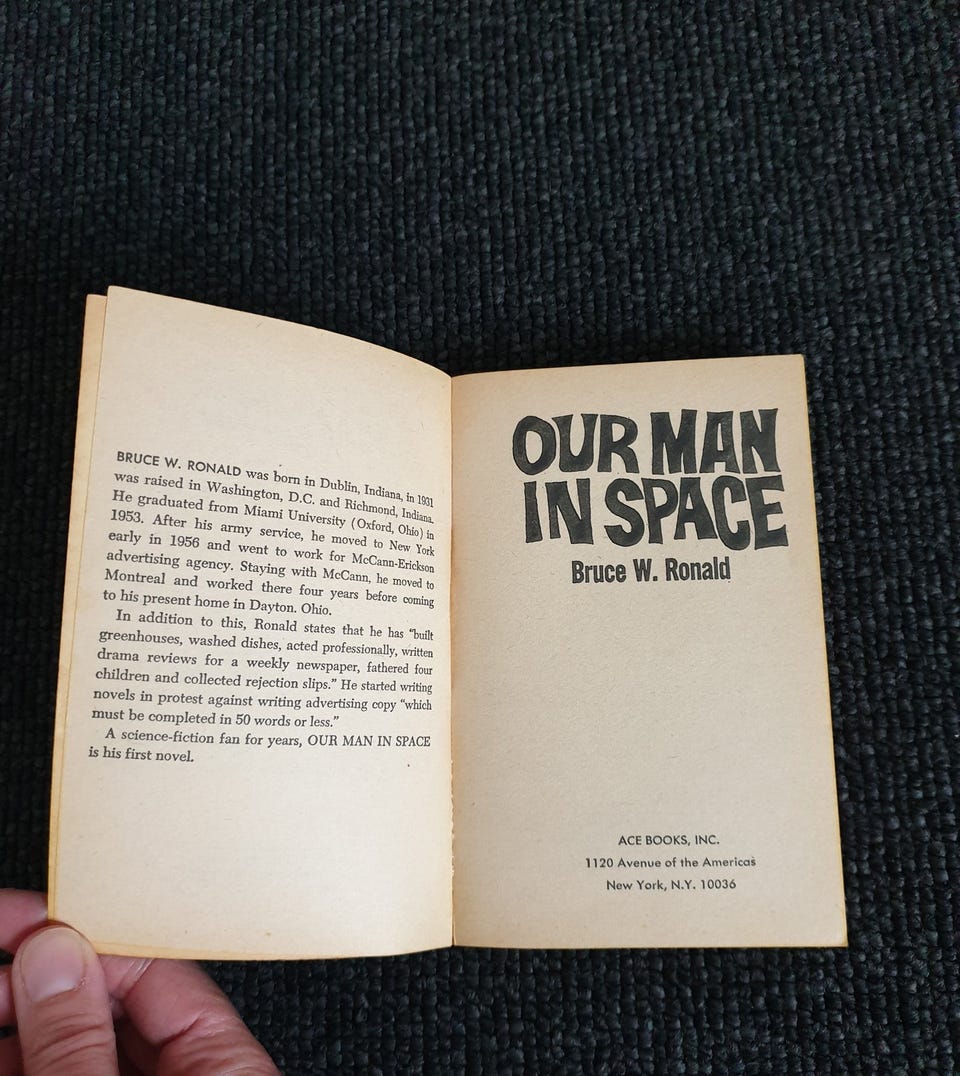 BRUCE W. RONALD was born in Dublin, Indiana, in 1931
was raised in Washington, D.C. and Richmond, Indiana.
He graduated from Miami University (Oxford, Ohio) in
1953. After his army service, he moved to New York
early in 1956 and went to work for McCann-Erickson
advertising agency. Staying with McCann, he moved to
Montreal and worked there four years before coming
to his present home in Dayton. Ohio.
In addition to this, Ronald states that he has "built
greenhouses, washed dishes, acted professionally, written
drama reviews for a weekly newspaper, fathered four
children and collected rejection slips." He started writing
novels in protest against writing advertising copy "which
must be completed in 50 words or less."
A science-fiction fan for years, OUR MAN IN SPACE
is his first novel.
OUR MAN
IN SPACE
Bruce W. Ronald
ACE BOOKS, INC.
1120 Avenue of the Americas
New York, N.Y. 10036